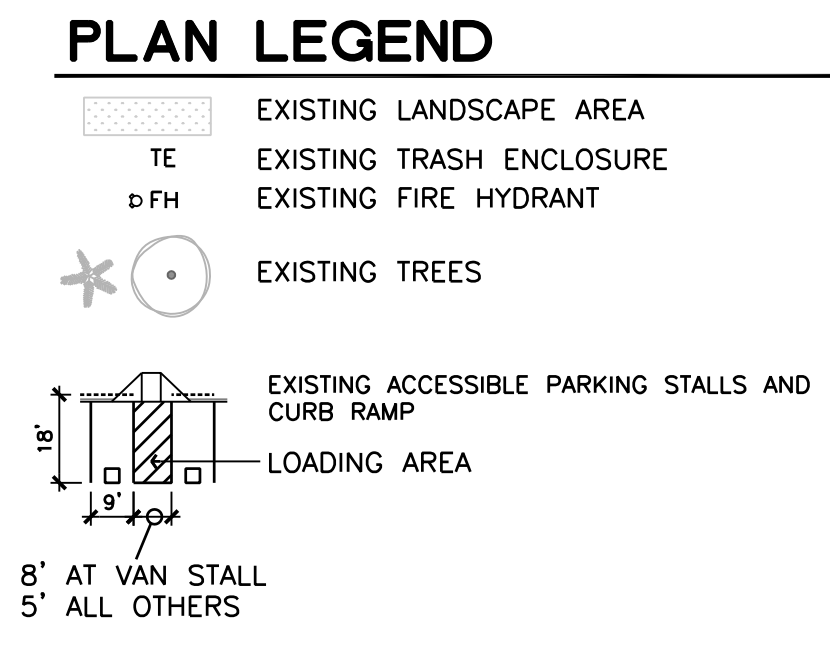 PLAN LEGEND
EXISTING LANDSCAPE AREA
TE EXISTING TRASH ENCLOSURE
FH EXISTING FIRE HYDRANT
EXISTING TREES
EXISTING ACCESSIBLE PARKING STALLS AND
CURB RAMP
18'
LOADING AREA
9'
8' AT VAN STALL
5' ALL OTHERS